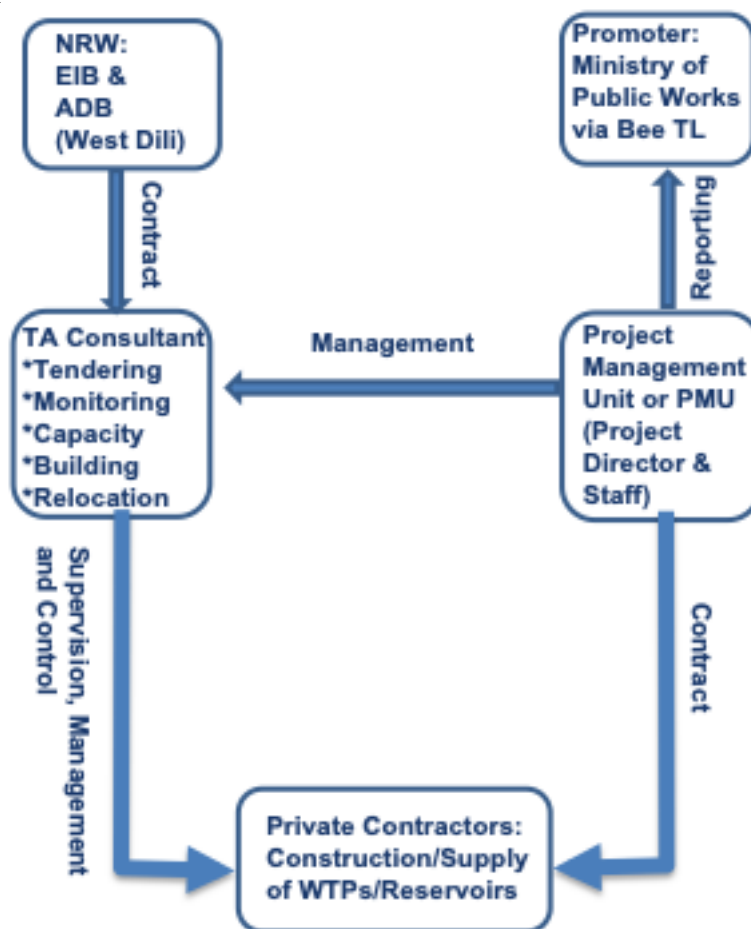 NRW:
EIB &
ADB
(West Dili)
Promoter:
Ministry of
Public Works
via Bee TL
Contract
Reporting
TA Consultant
*Tendering
*Monitoring
*Capacity
*Building
*Relocation
Management
Project
Management
Unit or PMU
(Project
Director &
Staff)
Supervision, Management
and Control
Contract
Private Contractors:
Construction/Supply
of WTPs/Reservoirs